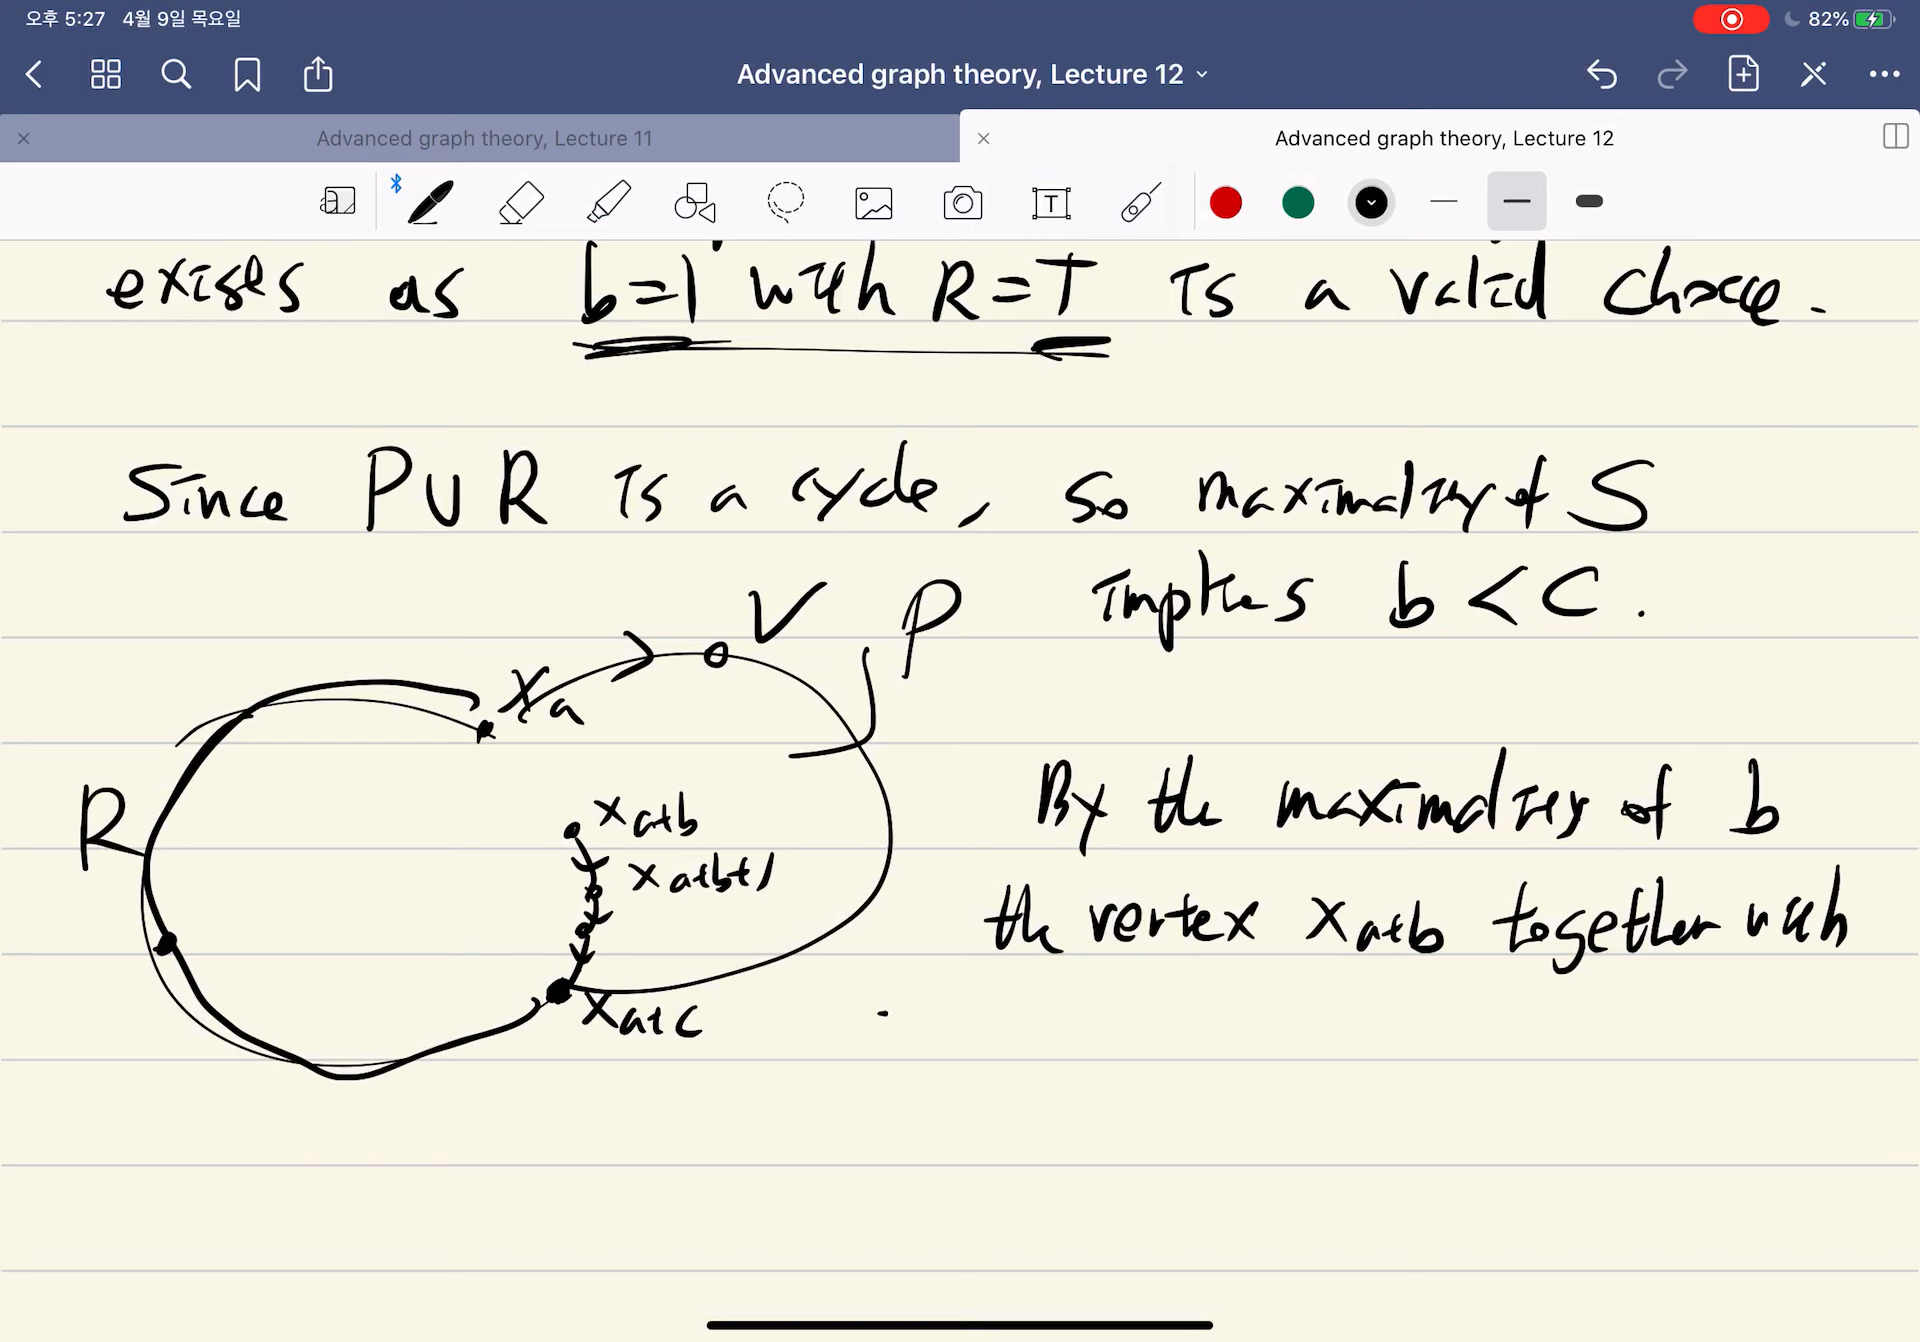 오후 5:27 4월 9일 목요일
82%
Advanced graph theory, Lecture 12
Advanced graph theory, Lecture 11
Advanced graph theory, Lecture 12
exists as b=1 with R=T is a valid choice.
Since P∪R is a cycle, so maximality of S
implies b < c.
V P
xa
R
xa+b
xa+b+1
xa+c
By the maximality of b
the vertex xa+b together with